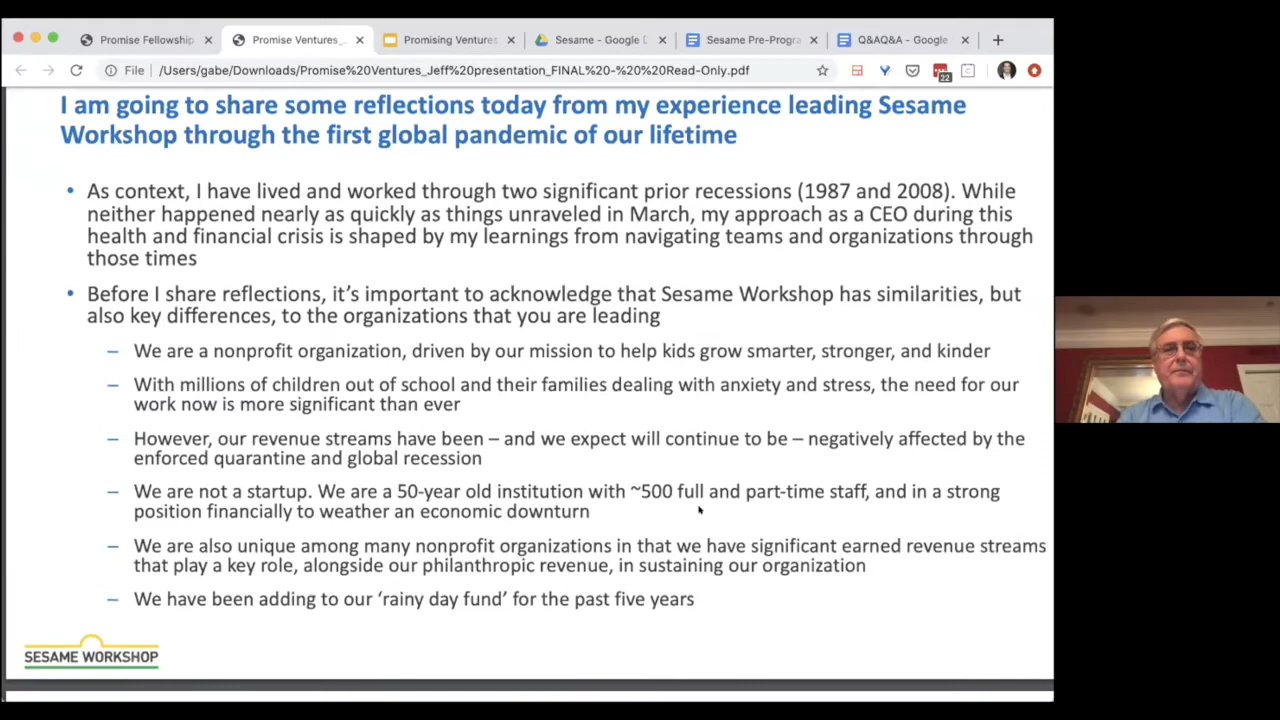 Promise Fellowship
Promise Ventures_
Promising Ventures
Sesame - Google D
Sesame Pre-Progra
Q&AQ&A - Google
File
/Users/gabe/Downloads/Promise%20Ventures_Jeff%20presentation_FINAL%20-%20%20Read-Only.pdf
22
I am going to share some reflections today from my experience leading Sesame
Workshop through the first global pandemic of our lifetime
• As context, I have lived and worked through two significant prior recessions (1987 and 2008). While
neither happened nearly as quickly as things unraveled in March, my approach as a CEO during this
health and financial crisis is shaped by my learnings from navigating teams and organizations through
those times
• Before I share reflections, it's important to acknowledge that Sesame Workshop has similarities, but
also key differences, to the organizations that you are leading
– We are a nonprofit organization, driven by our mission to help kids grow smarter, stronger, and kinder
– With millions of children out of school and their families dealing with anxiety and stress, the need for our
work now is more significant than ever
– However, our revenue streams have been – and we expect will continue to be – negatively affected by the
enforced quarantine and global recession
– We are not a startup. We are a 50-year old institution with ~500 full and part-time staff, and in a strong
position financially to weather an economic downturn
– We are also unique among many nonprofit organizations in that we have significant earned revenue streams
that play a key role, alongside our philanthropic revenue, in sustaining our organization
– We have been adding to our 'rainy day fund' for the past five years
SESAME WORKSHOP